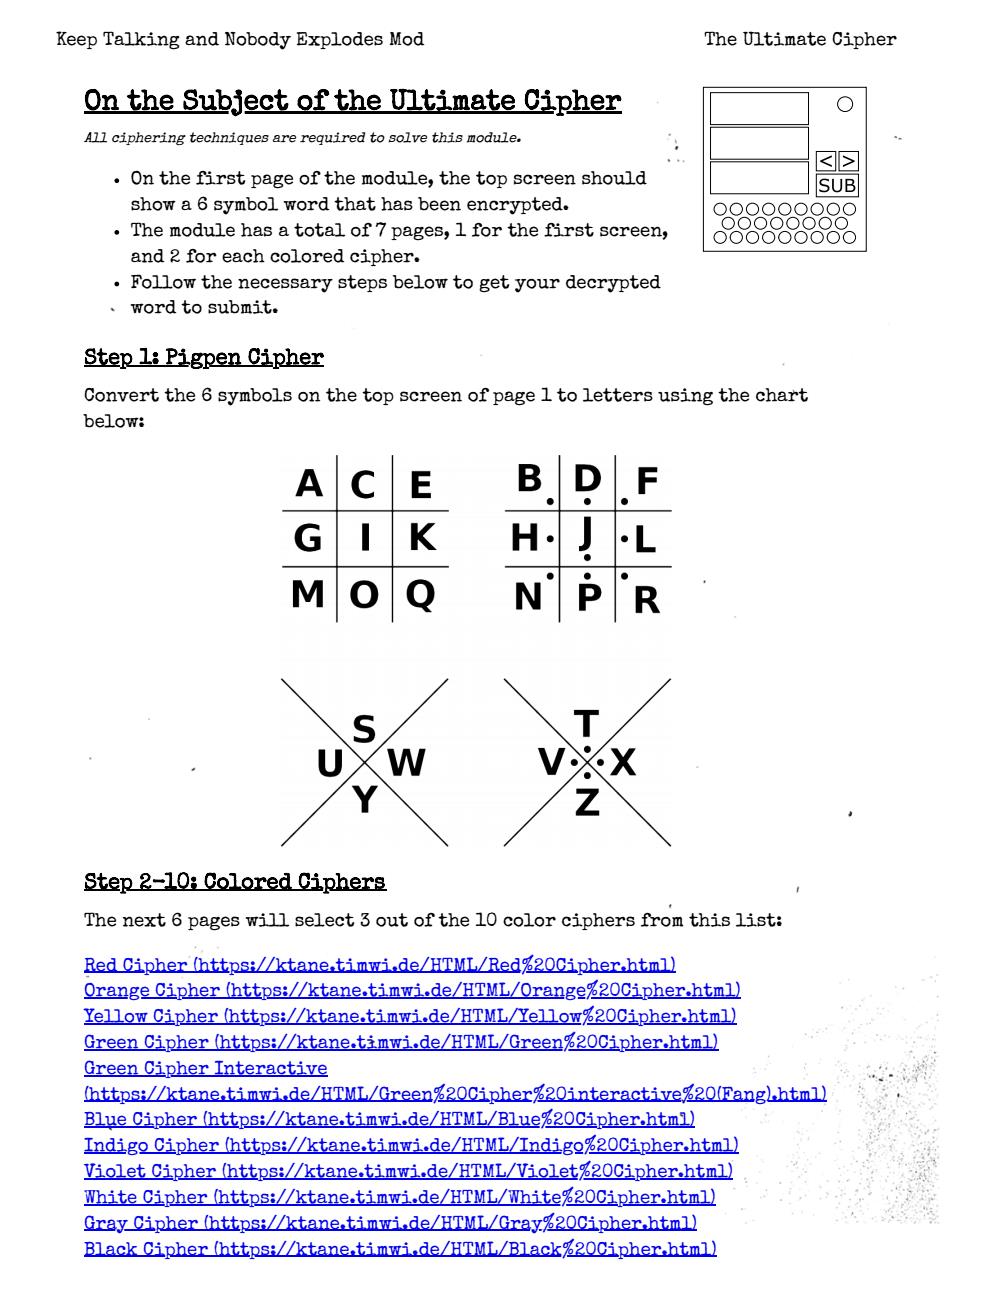 Keep Talking and Nobody Explodes Mod The Ultimate Cipher
On the Subject of the Ultimate Cipher
All ciphering techniques are required to solve this module.
• On the first page of the module, the top screen should
show a 6 symbol word that has been encrypted.
• The module has a total of 7 pages, 1 for the first screen,
and 2 for each colored cipher.
• Follow the necessary steps below to get your decrypted
word to submit.
< >
SUB
Step 1: Pigpen Cipher
Convert the 6 symbols on the top screen of page 1 to letters using the chart
below:
A C E B D F
G I K H J L
M O Q N P R
S T
U W V X
Y Z
Step 2-10: Colored Ciphers
The next 6 pages will select 3 out of the 10 color ciphers from this list:
Red Cipher (https://ktane.timwi.de/HTML/Red%20Cipher.html)
Orange Cipher (https://ktane.timwi.de/HTML/Orange%20Cipher.html)
Yellow Cipher (https://ktane.timwi.de/HTML/Yellow%20Cipher.html)
Green Cipher (https://ktane.timwi.de/HTML/Green%20Cipher.html)
Green Cipher Interactive
(https://ktane.timwi.de/HTML/Green%20Cipher%20interactive%20(Fang).html)
Blue Cipher (https://ktane.timwi.de/HTML/Blue%20Cipher.html)
Indigo Cipher (https://ktane.timwi.de/HTML/Indigo%20Cipher.html)
Violet Cipher (https://ktane.timwi.de/HTML/Violet%20Cipher.html)
White Cipher (https://ktane.timwi.de/HTML/White%20Cipher.html)
Gray Cipher (https://ktane.timwi.de/HTML/Gray%20Cipher.html)
Black Cipher (https://ktane.timwi.de/HTML/Black%20Cipher.html)